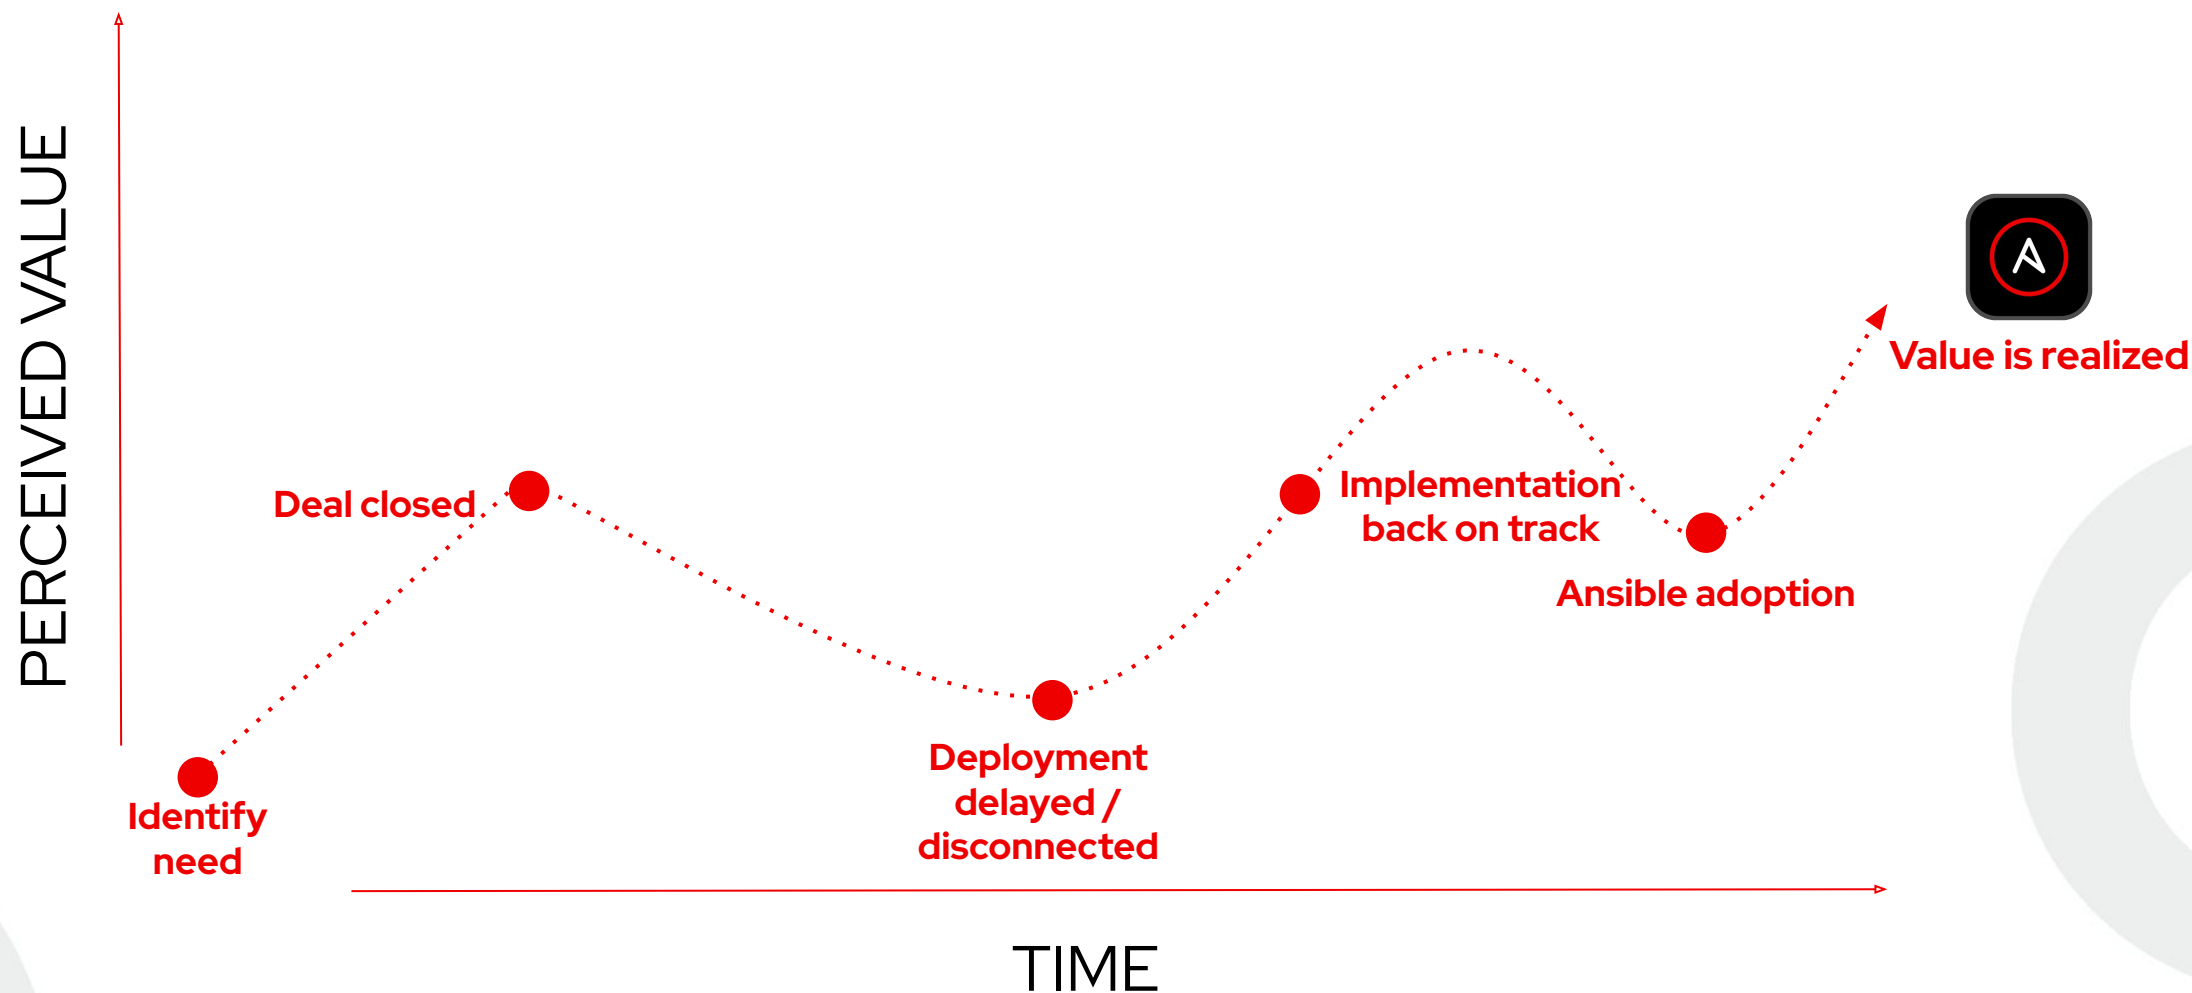 PERCEIVED VALUE
Value is realized
Deal closed
Implementation
back on track
Ansible adoption
Deployment
delayed /
disconnected
Identify
need
TIME